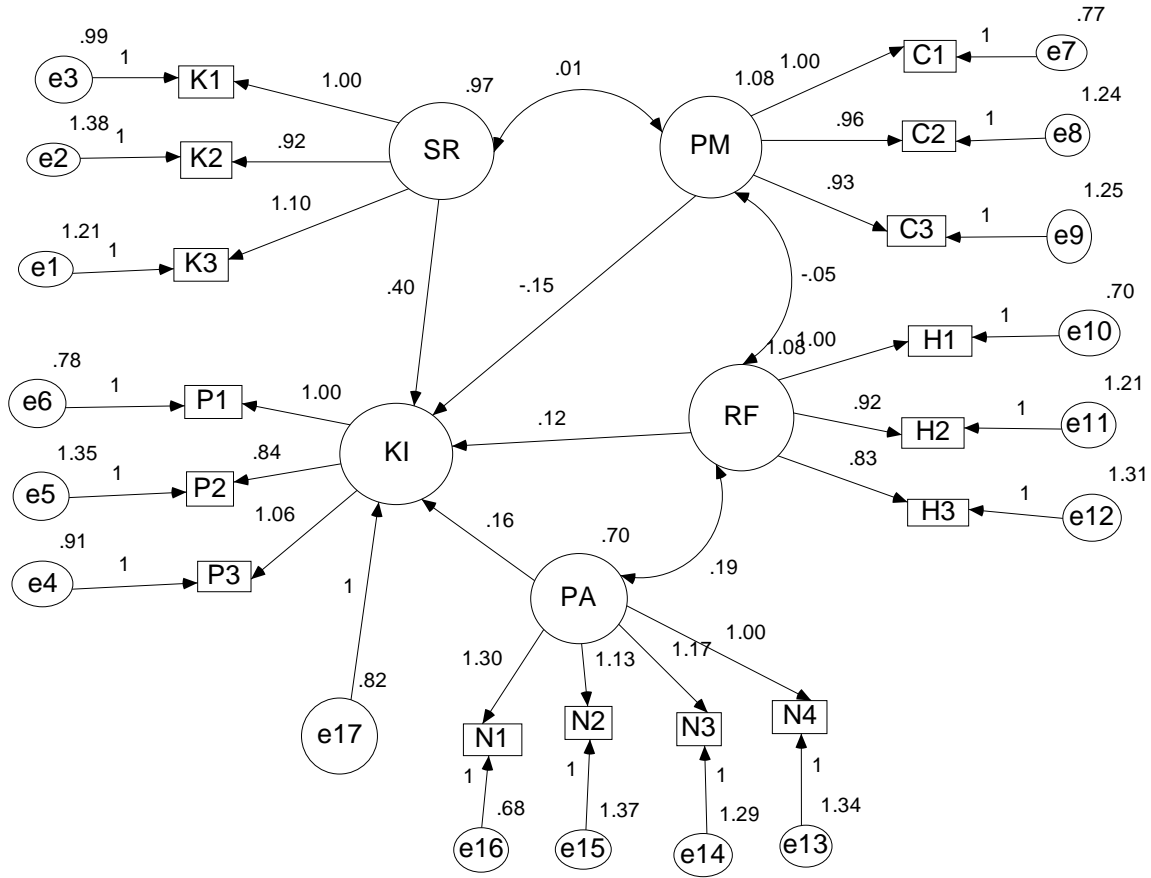 .99
1
e3
K1
1.00
1.38
1
e2
K2
.92
1.21
1
e1
K3
1.10
SR
.97
.01
PM
1.08
1.00
C1
1
e7
.77
.96
C2
1
e8
1.24
.93
C3
1
e9
1.25
.40
-.15
-.05
.78
1
e6
P1
1.00
1.35
1
e5
P2
.84
.91
1
e4
P3
1.06
KI
.12
RF
1.08
1.00
H1
1
e10
.70
.92
H2
1
e11
1.21
.83
H3
1
e12
1.31
.16
.70
PA
.19
1
.82
e17
1.30
1.13
1.17
1.00
N1
N2
N3
N4
1
1
1
1
.68
1.37
1.29
1.34
e16
e15
e14
e13